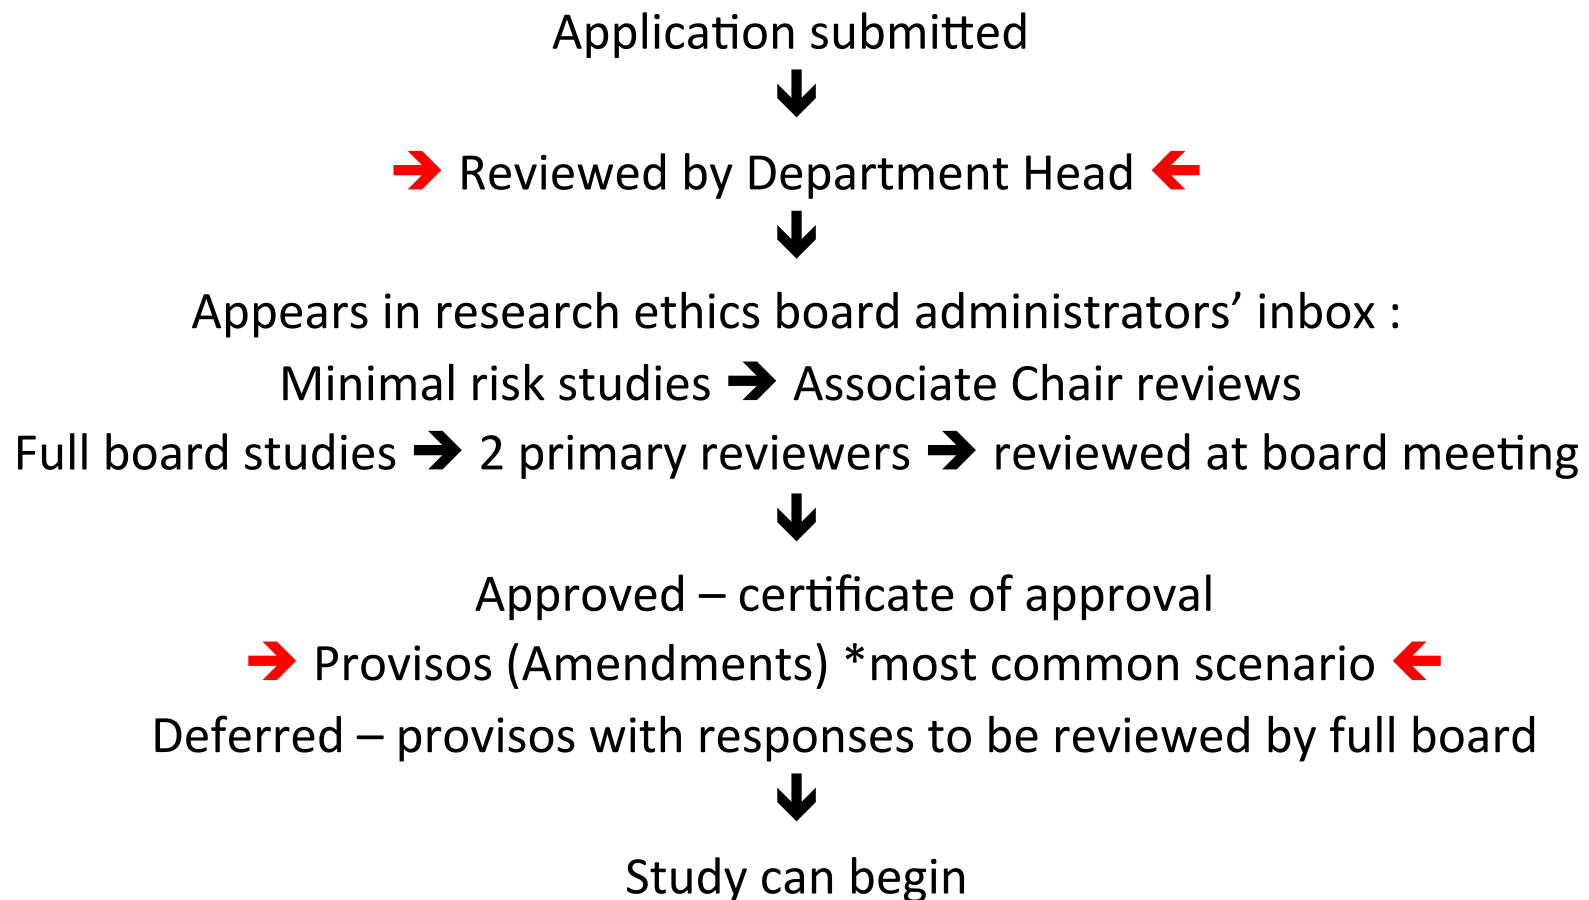 Application submitted
Reviewed by Department Head
Appears in research ethics board administrators’ inbox :
Minimal risk studies ➔ Associate Chair reviews
Full board studies ➔ 2 primary reviewers ➔ reviewed at board meeting
Approved – certificate of approval
Provisos (Amendments) *most common scenario
Deferred – provisos with responses to be reviewed by full board
Study can begin